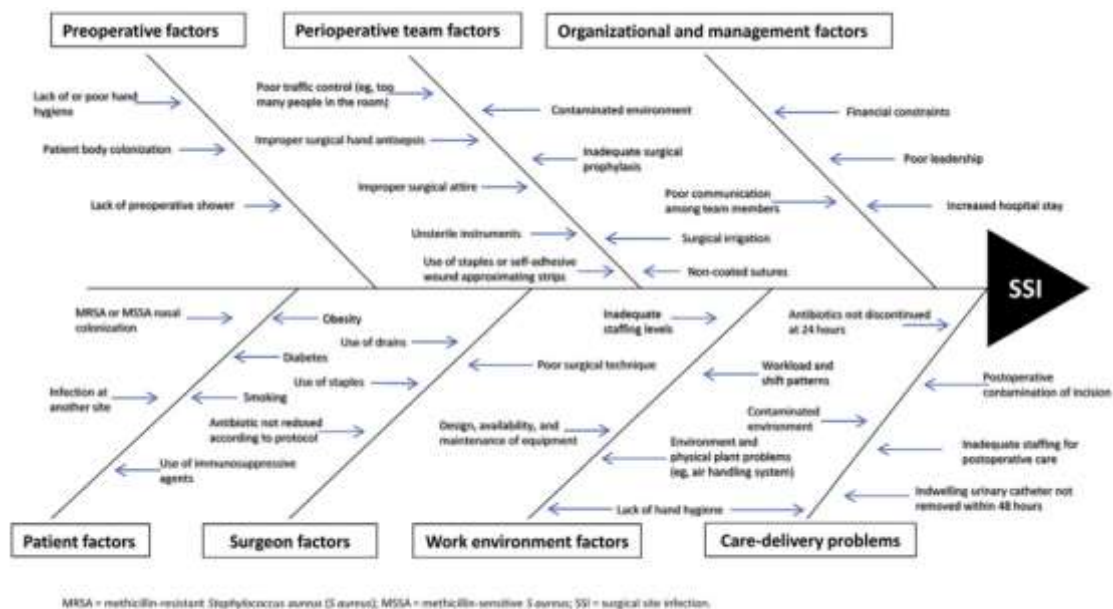 Preoperative factors
Perioperative team factors
Organizational and management factors
Lack of or poor hand
hygiene
Patient body colonization
Lack of preoperative shower
Poor traffic control (eg, too
many people in the room)
Improper surgical hand antisepsis
Improper surgical attire
Unsterile instruments
Use of staples or self-adhesive
wound approximating strips
Contaminated environment
Inadequate surgical
prophylaxis
Surgical irrigation
Non-coated sutures
Poor communication
among team members
Financial constraints
Poor leadership
Increased hospital stay
SSI
MRSA or MSSA nasal
colonization
Infection at
another site
Obesity
Diabetes
Smoking
Use of immunosuppressive
agents
Use of drains
Use of staples
Antibiotic not redosed
according to protocol
Poor surgical technique
Inadequate
staffing levels
Design, availability, and
maintenance of equipment
Workload and
shift patterns
Environment and
physical plant problems
(eg, air handling system)
Lack of hand hygiene
Antibiotics not discontinued
at 24 hours
Contaminated
environment
Postoperative
contamination of incision
Inadequate staffing for
postoperative care
Indwelling urinary catheter not
removed within 48 hours
Patient factors
Surgeon factors
Work environment factors
Care-delivery problems
MRSA = methicillin-resistant Staphylococcus aureus (S aureus); MSSA = methicillin-sensitive S aureus; SSI = surgical site infection.